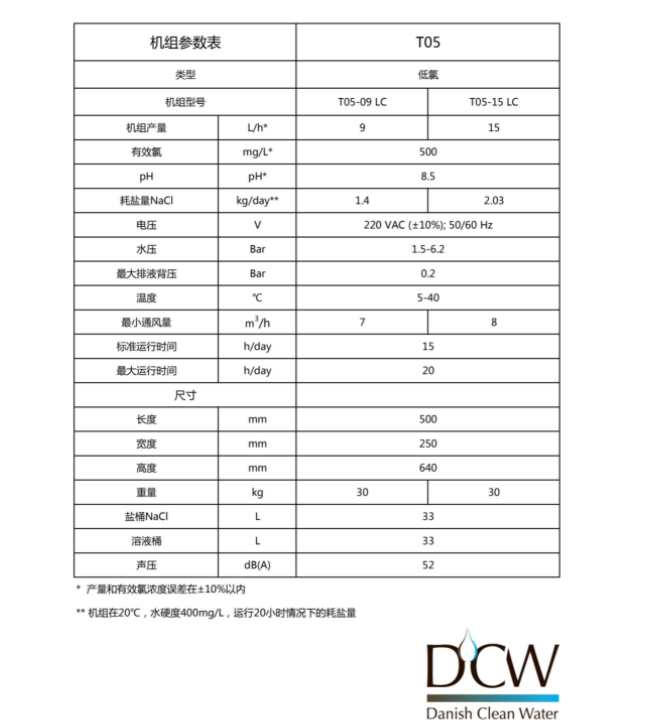 机组参数表 T05
类型 低氯
机组型号 T05-09 LC T05-15 LC
机组产量 L/h* 9 15
有效氯 mg/L* 500
pH pH* 8.5
耗盐量NaCl kg/day** 1.4 2.03
电压 V 220 VAC (±10%); 50/60 Hz
水压 Bar 1.5-6.2
最大排液背压 Bar 0.2
温度 ℃ 5-40
最小通风量 m³/h 7 8
标准运行时间 h/day 15
最大运行时间 h/day 20
尺寸
长度 mm 500
宽度 mm 250
高度 mm 640
重量 kg 30 30
盐桶NaCl L 33
溶液桶 L 33
声压 dB(A) 52
* 产量和有效氯浓度误差在±10%以内
** 机组在20℃，水硬度400mg/L，运行20小时情况下的耗盐量
DCW
Danish Clean Water